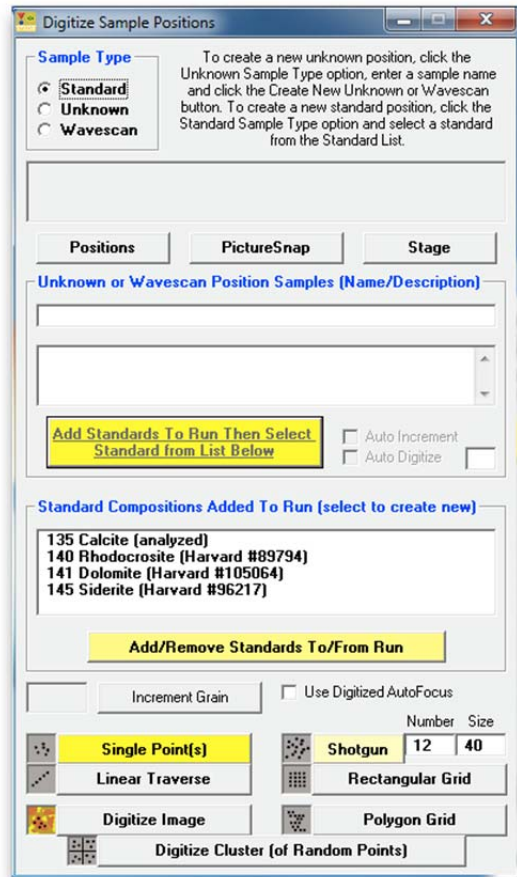 Digitize Sample Positions
Sample Type
Standard
Unknown
Wavescan
To create a new unknown position, click the
Unknown Sample Type option, enter a sample name
and click the Create New Unknown or Wavescan
button. To create a new standard position, click the
Standard Sample Type option and select a standard
from the Standard List.
Positions
PictureSnap
Stage
Unknown or Wavescan Position Samples (Name/Description)
Add Standards To Run Then Select
Standard from List Below
Auto Increment
Auto Digitize
Standard Compositions Added To Run (select to create new)
135 Calcite (analyzed)
140 Rhodocrosite (Harvard #89794)
141 Dolomite (Harvard #105064)
145 Siderite (Harvard #96217)
Add/Remove Standards To/From Run
Increment Grain
Use Digitized AutoFocus
Number Size
Single Point(s)
Shotgun 12 40
Linear Traverse
Rectangular Grid
Digitize Image
Polygon Grid
Digitize Cluster (of Random Points)